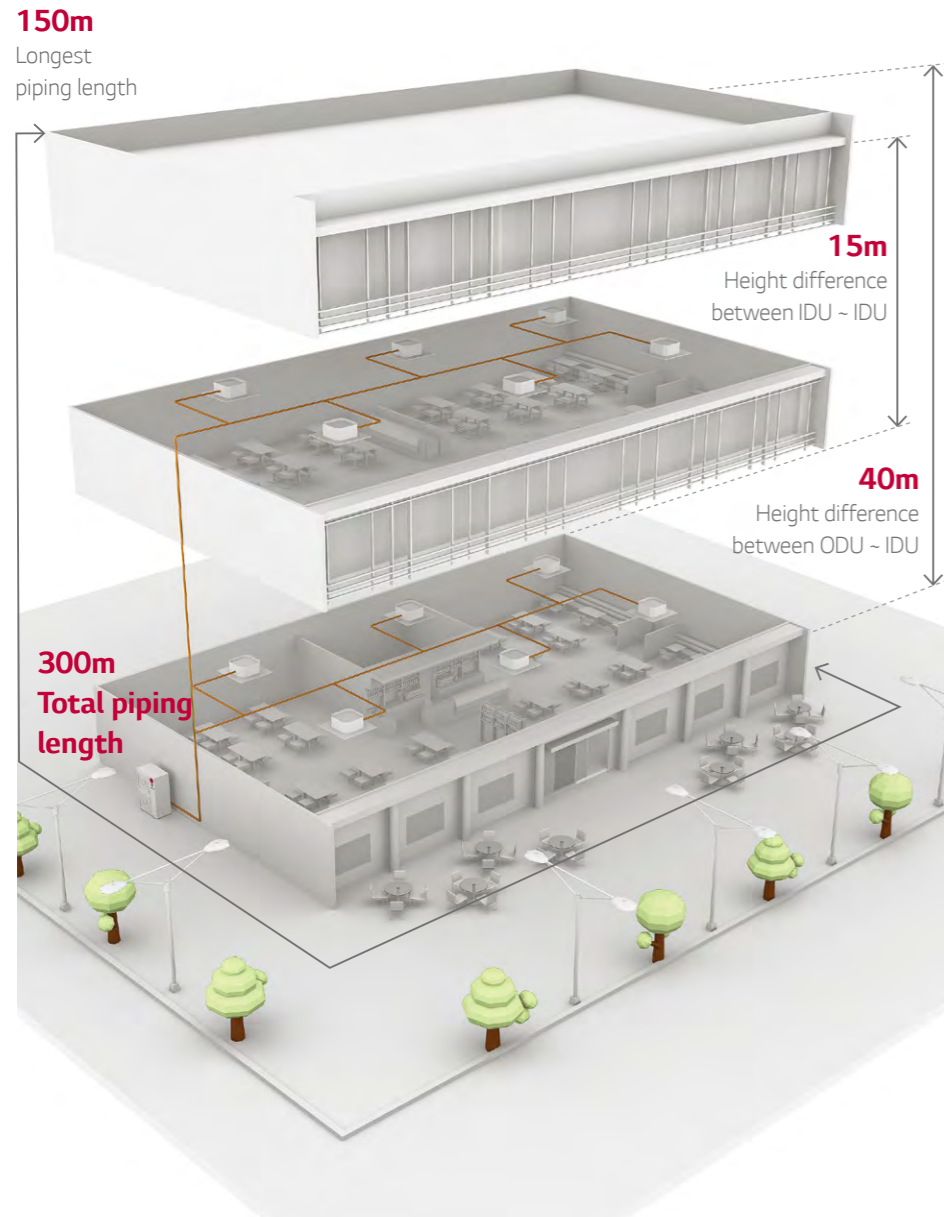 150m
Longest
piping length
15m
Height difference
between IDU ~ IDU
40m
Height difference
between ODU ~ IDU
300m
Total piping
length